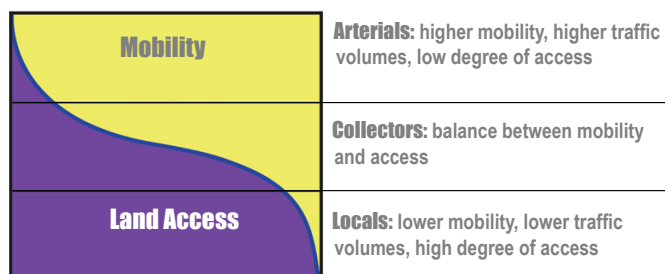 Mobility
Arterials: higher mobility, higher traffic
volumes, low degree of access
Collectors: balance between mobility
and access
Land Access
Locals: lower mobility, lower traffic
volumes, high degree of access